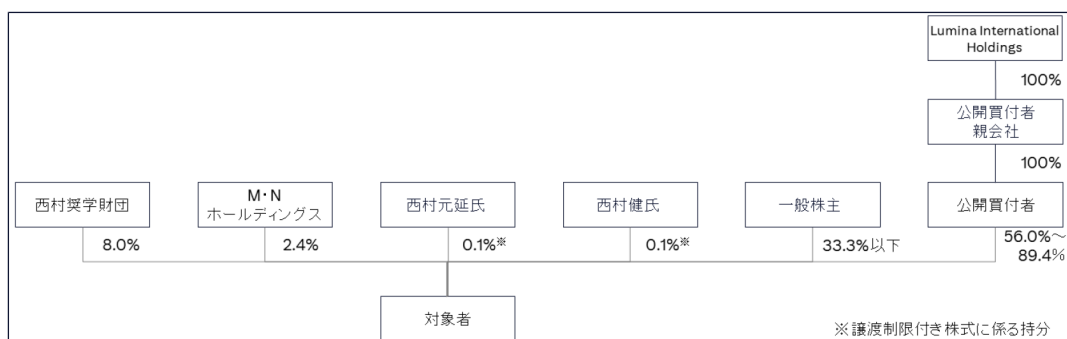 Lumina International
Holdings
100%
公開買付者
親会社
100%
西村奨学財団
M・N
ホールディングス
西村元延氏
西村健氏
一般株主
公開買付者
8.0%
2.4%
0.1%※
0.1%※
33.3%以下
56.0%～
89.4%
対象者
※譲渡制限付き株式に係る持分